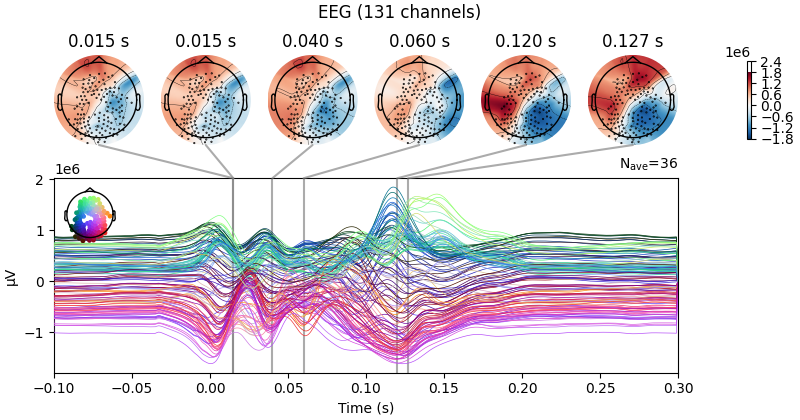 EEG (131 channels)
0.015 s 0.015 s 0.040 s 0.060 s 0.120 s 0.127 s
1e6
2.4
1.8
1.2
0.6
0.0
−0.6
−1.2
−1.8
1e6
Nave=36
2
1
0
−1
µV
−0.10 −0.05 0.00 0.05 0.10 0.15 0.20 0.25 0.30
Time (s)